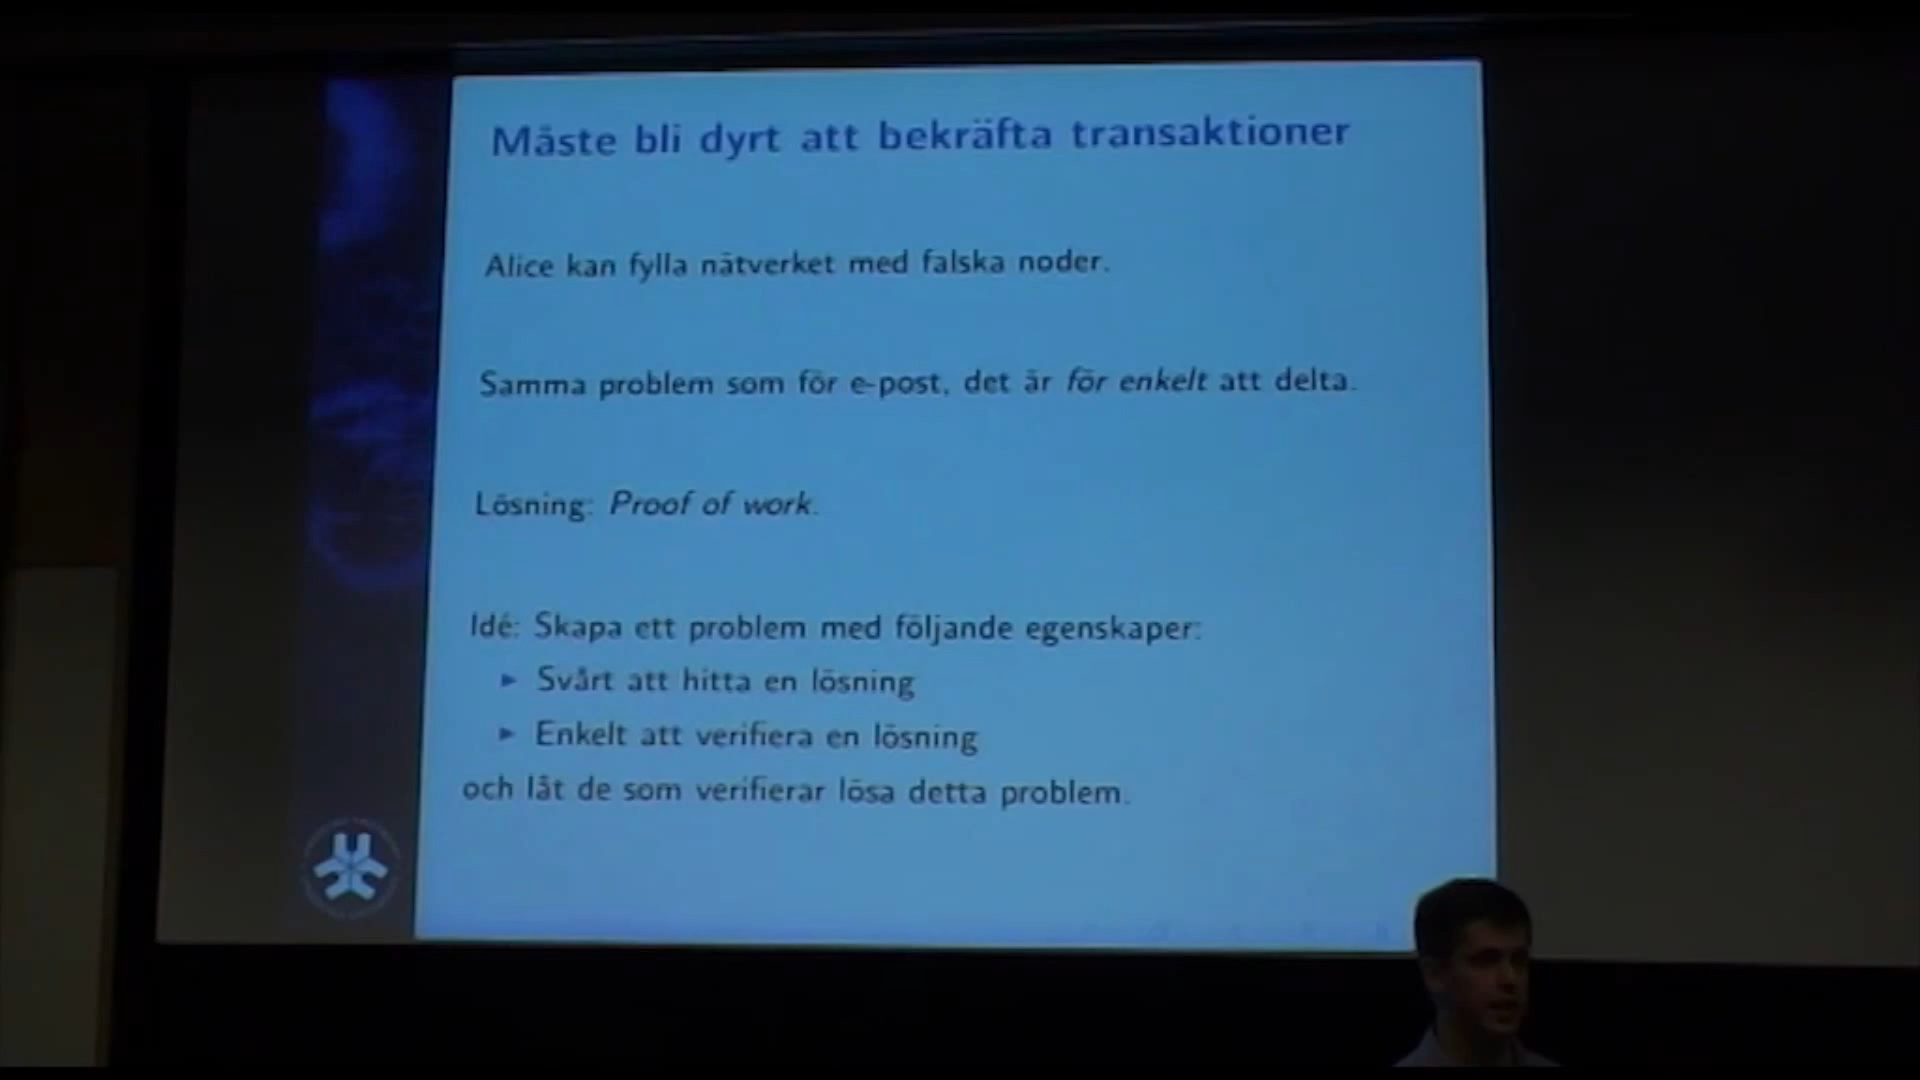 Måste bli dyrt att bekräfta transaktioner
Alice kan fylla nätverket med falska noder.
Samma problem som för e-post, det är för enkelt att delta.
Lösning: Proof of work.
Idé: Skapa ett problem med följande egenskaper:
▶ Svårt att hitta en lösning
▶ Enkelt att verifiera en lösning
och låt de som verifierar lösa detta problem.